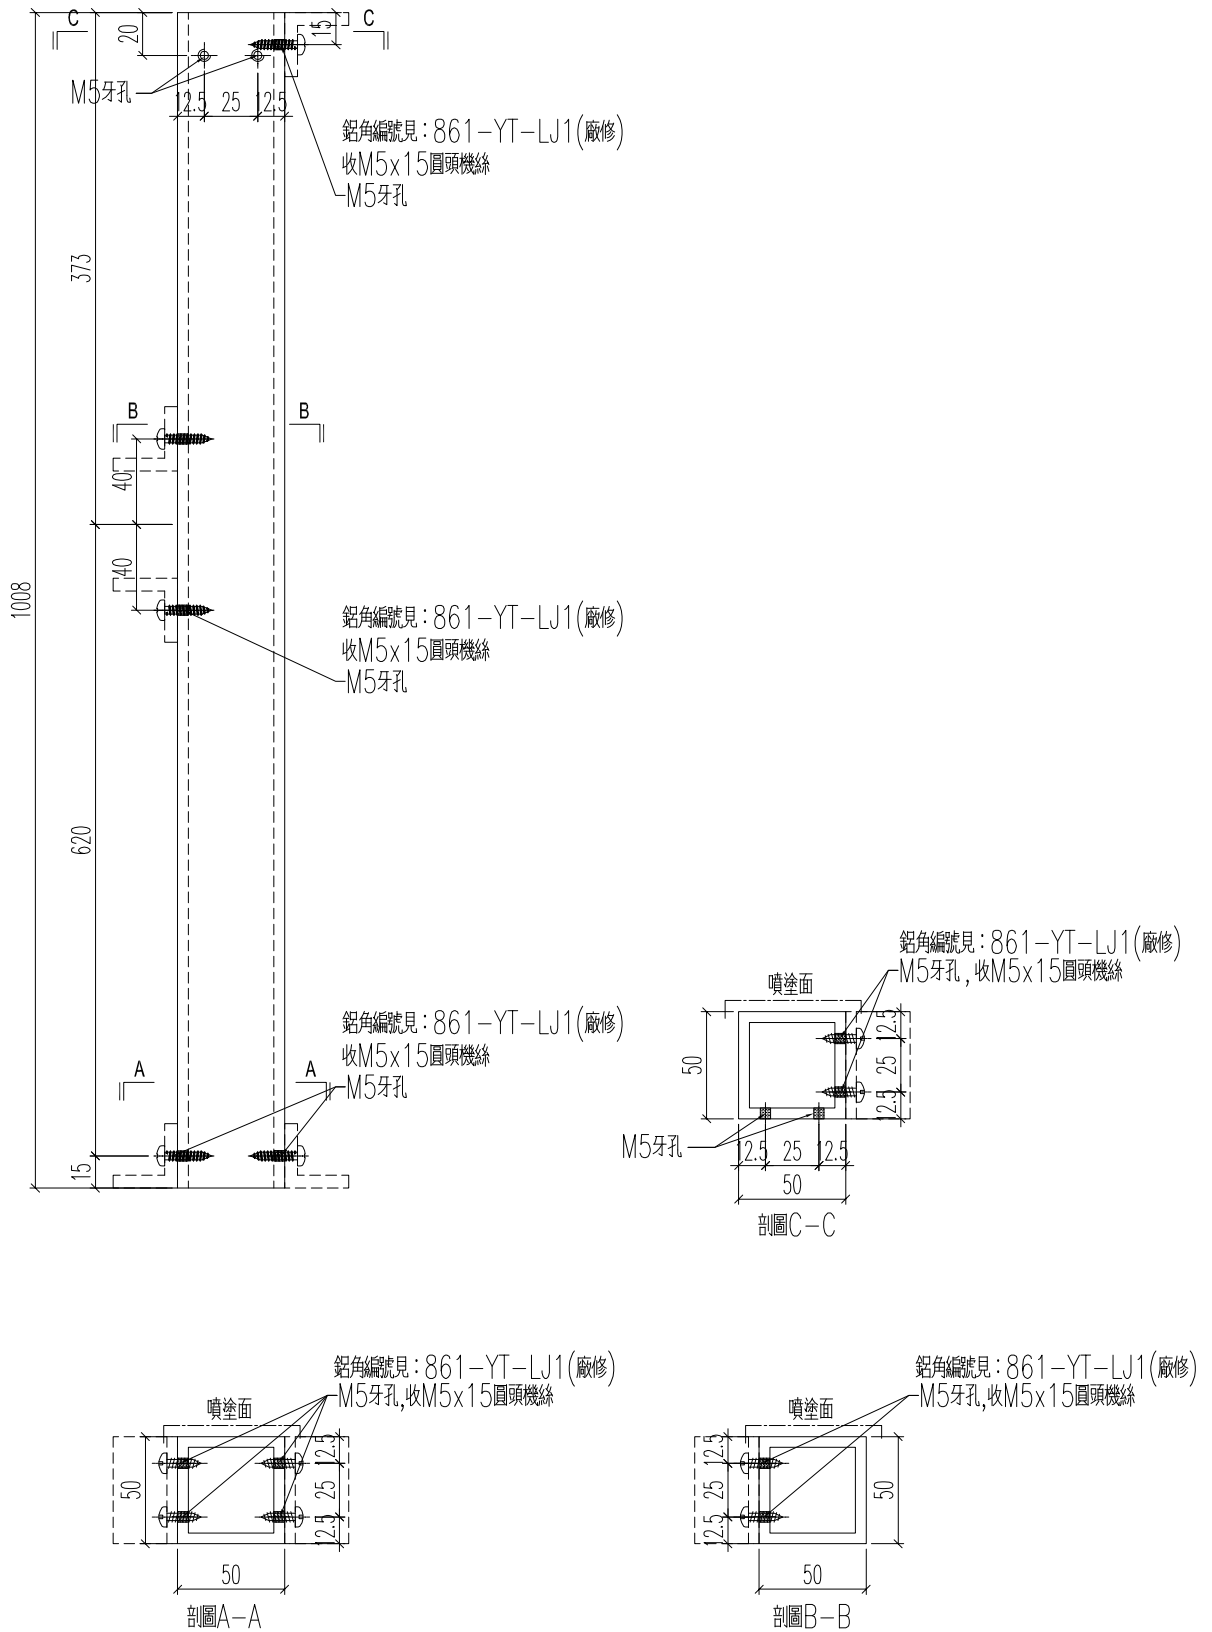 C
C
20
15
M5牙孔
12.5
25
12.5
鋁角編號見:861-YT-LJ1(廠修)
收M5x15圓頭機絲
M5牙孔
373
B
B
40
40
1008
鋁角編號見:861-YT-LJ1(廠修)
收M5x15圓頭機絲
M5牙孔
620
鋁角編號見:861-YT-LJ1(廠修)
收M5x15圓頭機絲
M5牙孔
A
A
15
鋁角編號見:861-YT-LJ1(廠修)
M5牙孔,收M5x15圓頭機絲
噴塗面
50
12.5
25
12.5
M5牙孔
12.5
25
12.5
50
剖圖C-C
鋁角編號見:861-YT-LJ1(廠修)
M5牙孔,收M5x15圓頭機絲
噴塗面
50
12.5
25
12.5
50
剖圖A-A
鋁角編號見:861-YT-LJ1(廠修)
M5牙孔,收M5x15圓頭機絲
噴塗面
12.5
25
12.5
50
50
剖圖B-B